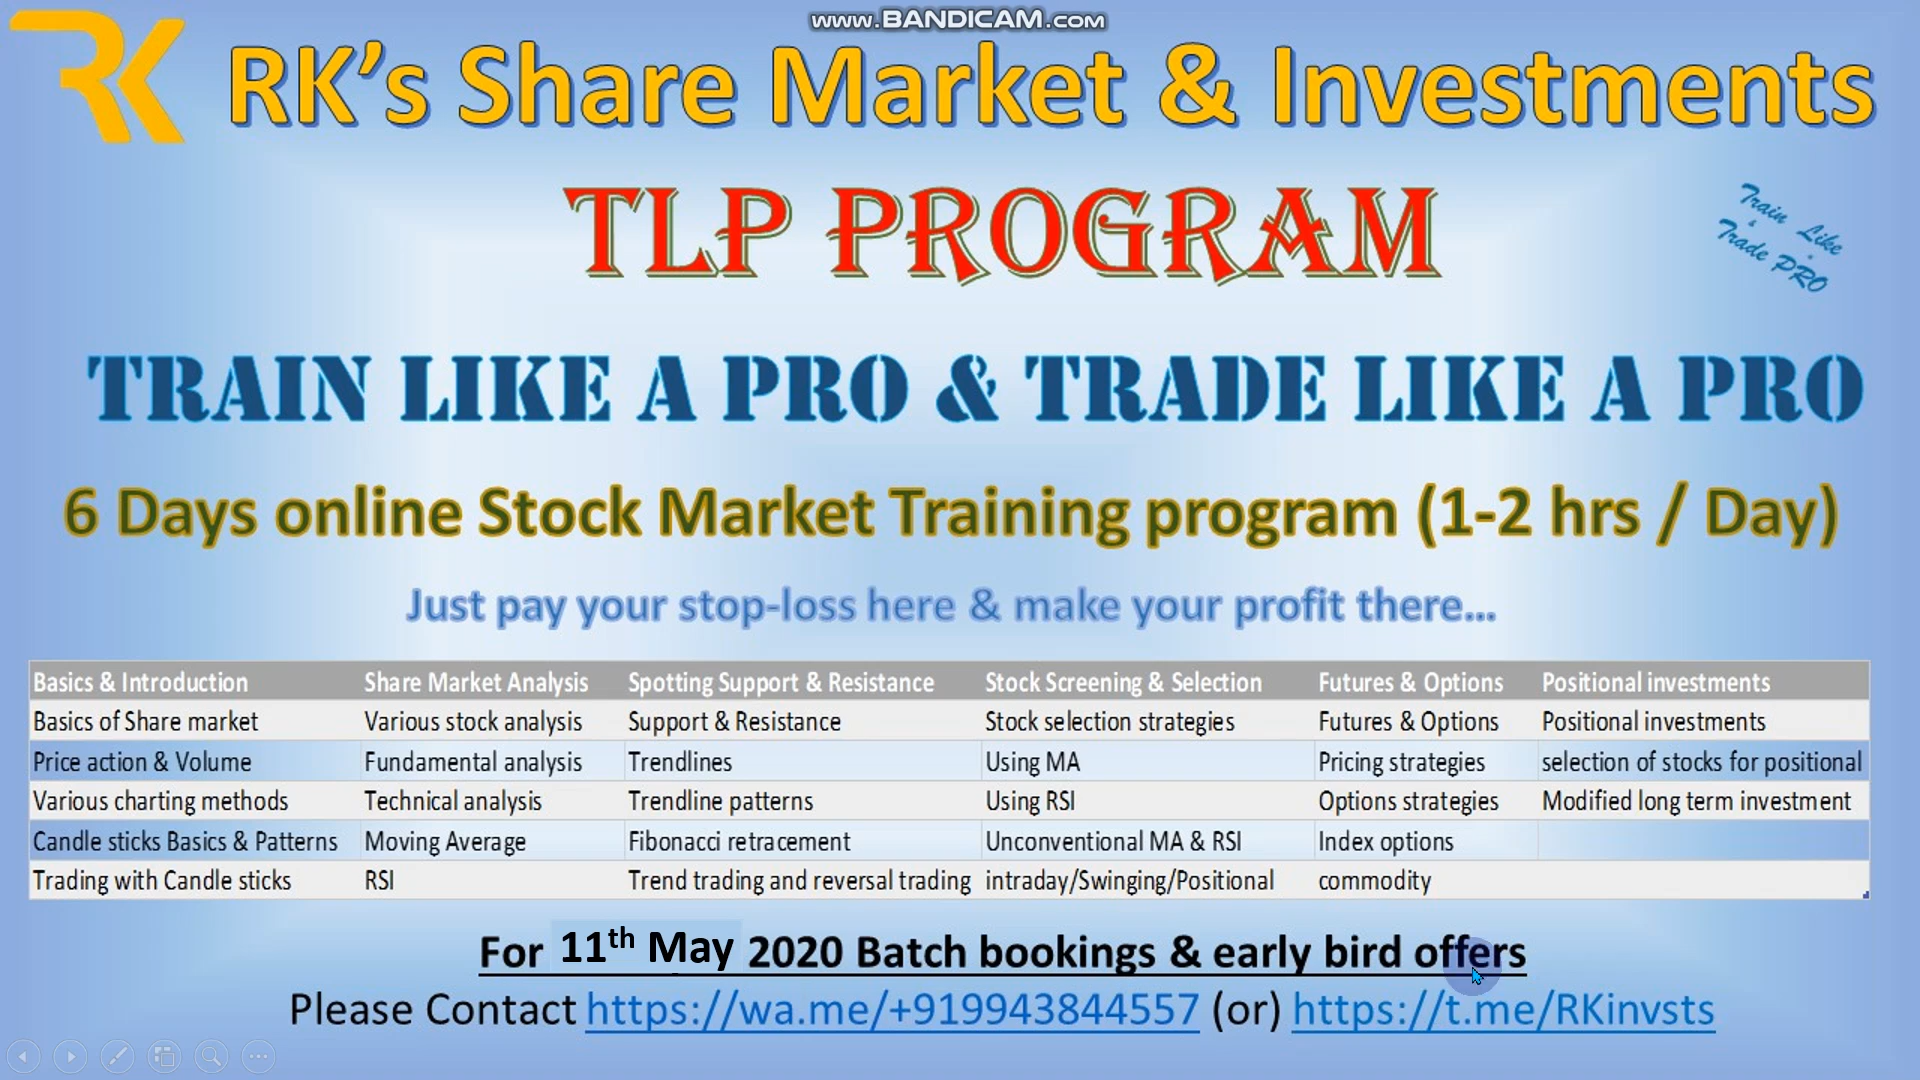 www.BANDICAM.com
RK RK's Share Market & Investments
TLP PROGRAM
Train Like
&
Trade PRO
TRAIN LIKE A PRO & TRADE LIKE A PRO
6 Days online Stock Market Training program (1-2 hrs / Day)
Just pay your stop-loss here & make your profit there...
Basics & Introduction Share Market Analysis Spotting Support & Resistance Stock Screening & Selection Futures & Options Positional investments
Basics of Share market Various stock analysis Support & Resistance Stock selection strategies Futures & Options Positional investments
Price action & Volume Fundamental analysis Trendlines Using MA Pricing strategies selection of stocks for positional
Various charting methods Technical analysis Trendline patterns Using RSI Options strategies Modified long term investment
Candle sticks Basics & Patterns Moving Average Fibonacci retracement Unconventional MA & RSI Index options
Trading with Candle sticks RSI Trend trading and reversal trading intraday/Swinging/Positional commodity
For 11th May 2020 Batch bookings & early bird offers
Please Contact https://wa.me/+919943844557 (or) https://t.me/RKinvsts